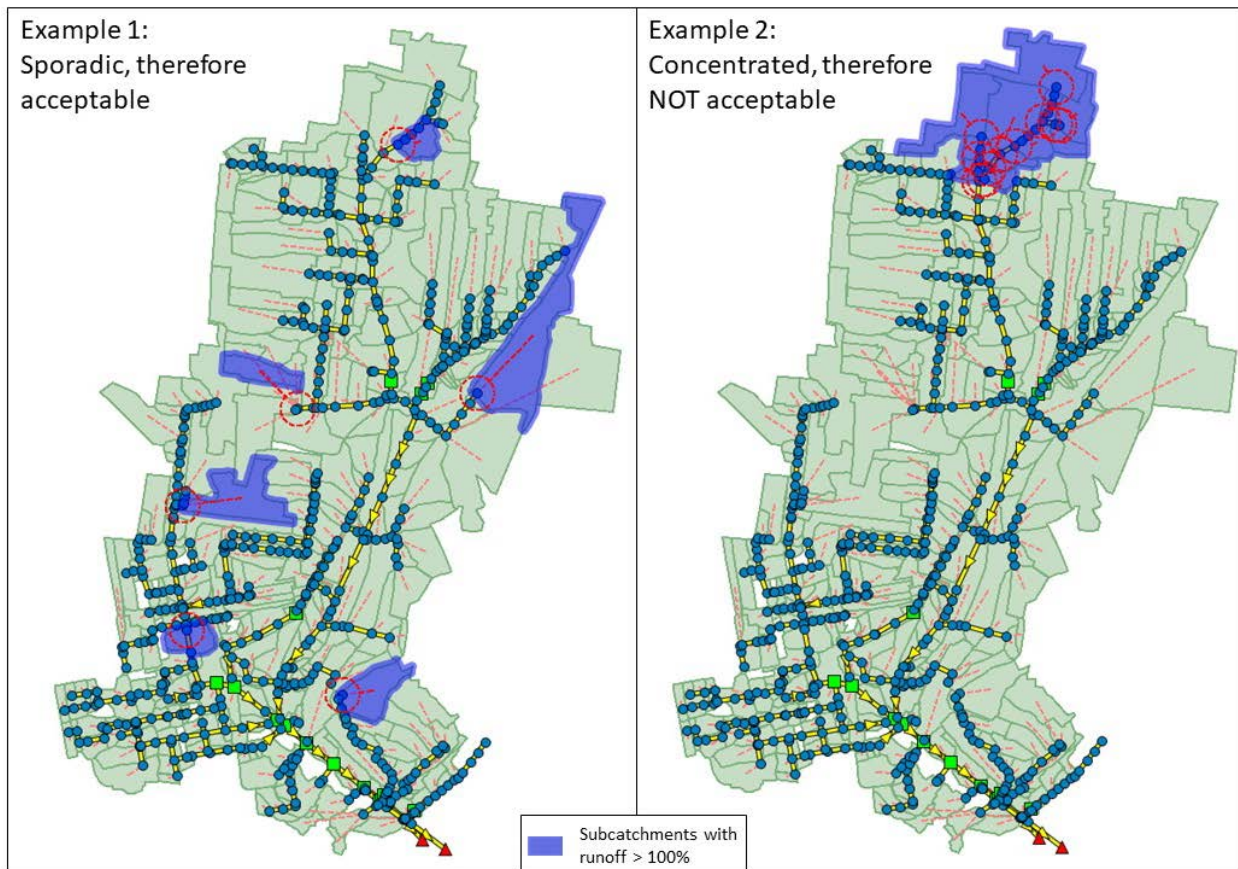 Example 1:
Sporadic, therefore
acceptable
Example 2:
Concentrated, therefore
NOT acceptable
Subcatchments with
runoff > 100%